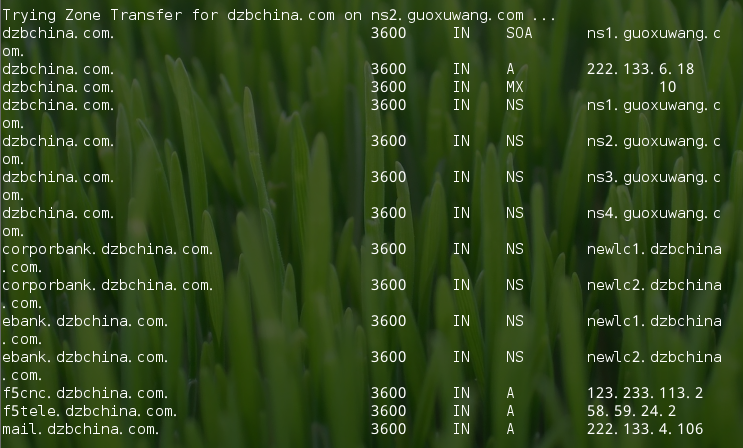 Trying Zone Transfer for dzbchina.com on ns2.guoxuwang.com ...
dzbchina.com. 3600 IN SOA ns1.guoxuwang.c
om.
dzbchina.com. 3600 IN A 222.133.6.18
dzbchina.com. 3600 IN MX 10
dzbchina.com. 3600 IN NS ns1.guoxuwang.c
om.
dzbchina.com. 3600 IN NS ns2.guoxuwang.c
om.
dzbchina.com. 3600 IN NS ns3.guoxuwang.c
om.
dzbchina.com. 3600 IN NS ns4.guoxuwang.c
om.
corporbank.dzbchina.com. 3600 IN NS newlc1.dzbchina
.com.
corporbank.dzbchina.com. 3600 IN NS newlc2.dzbchina
.com.
ebank.dzbchina.com. 3600 IN NS newlc1.dzbchina
.com.
ebank.dzbchina.com. 3600 IN NS newlc2.dzbchina
.com.
f5cnc.dzbchina.com. 3600 IN A 123.233.113.2
f5tele.dzbchina.com. 3600 IN A 58.59.24.2
mail.dzbchina.com. 3600 IN A 222.133.4.106